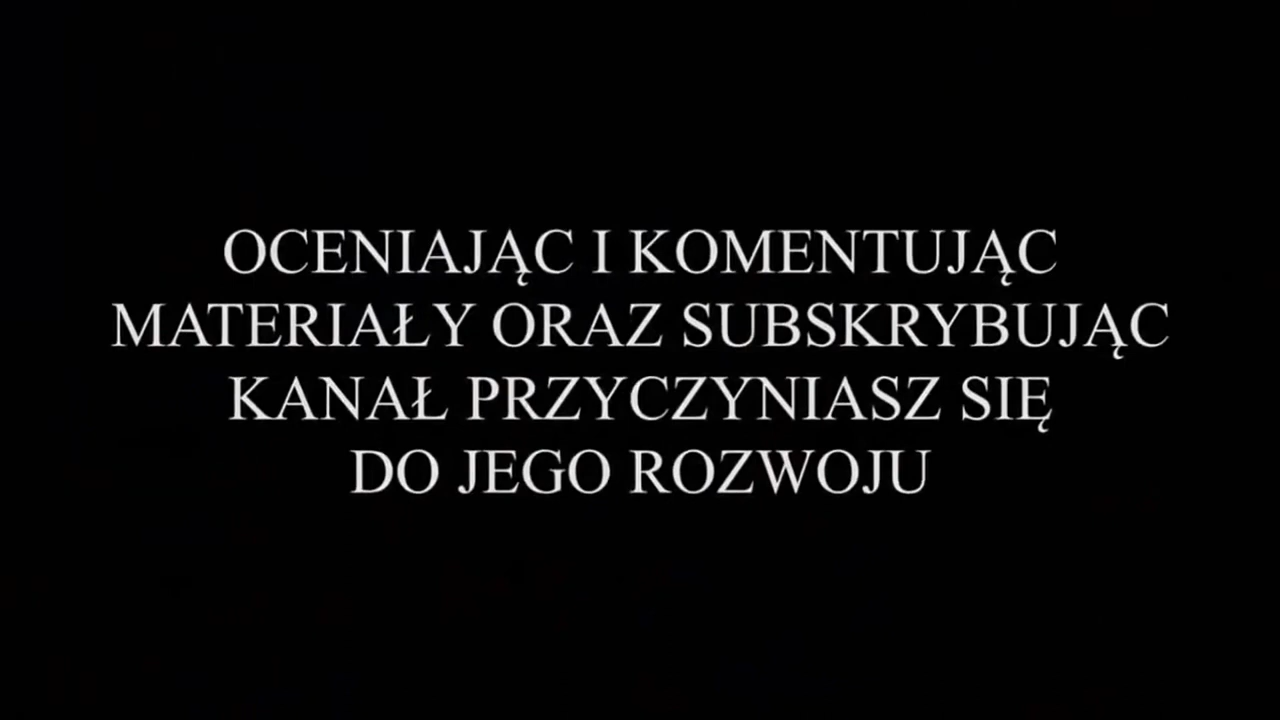 OCENIAJĄC I KOMENTUJĄC
MATERIAŁY ORAZ SUBSKRYBUJĄC
KANAŁ PRZYCZYNIASZ SIĘ
DO JEGO ROZWOJU